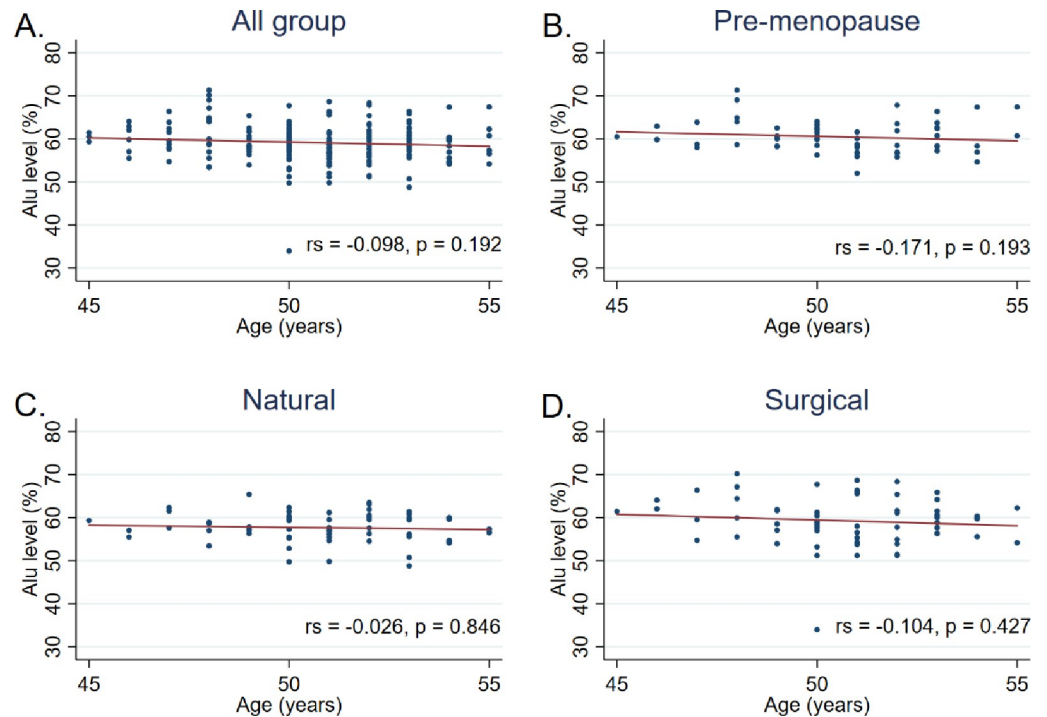 A.
All group
80
70
60
50
40
30
Alu level (%)
rs = -0.098, p = 0.192
45
50
55
Age (years)
B.
Pre-menopause
80
70
60
50
40
30
Alu level (%)
rs = -0.171, p = 0.193
45
50
55
Age (years)
C.
Natural
80
70
60
50
40
30
Alu level (%)
rs = -0.026, p = 0.846
45
50
55
Age (years)
D.
Surgical
80
70
60
50
40
30
Alu level (%)
rs = -0.104, p = 0.427
45
50
55
Age (years)